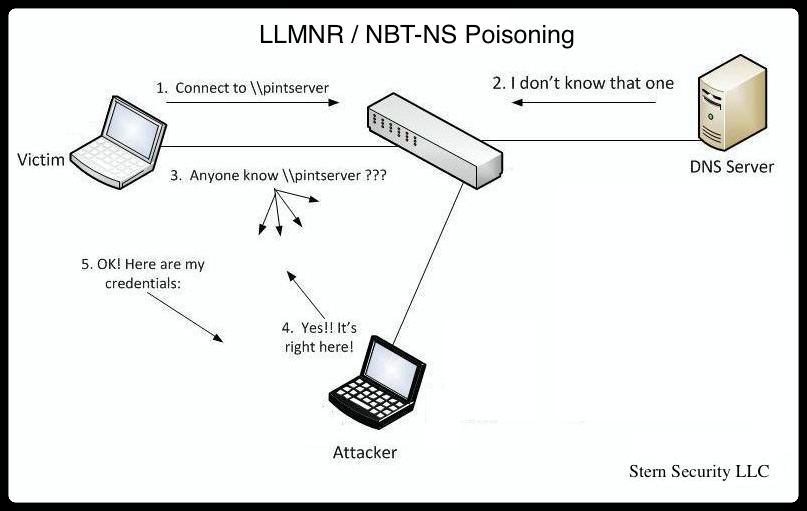 LLMNR / NBT-NS Poisoning
1. Connect to \\pintserver
2. I don't know that one
Victim
DNS Server
3. Anyone know \\pintserver ???
5. OK! Here are my
credentials:
4. Yes!! It's
right here!
Attacker
Stern Security LLC